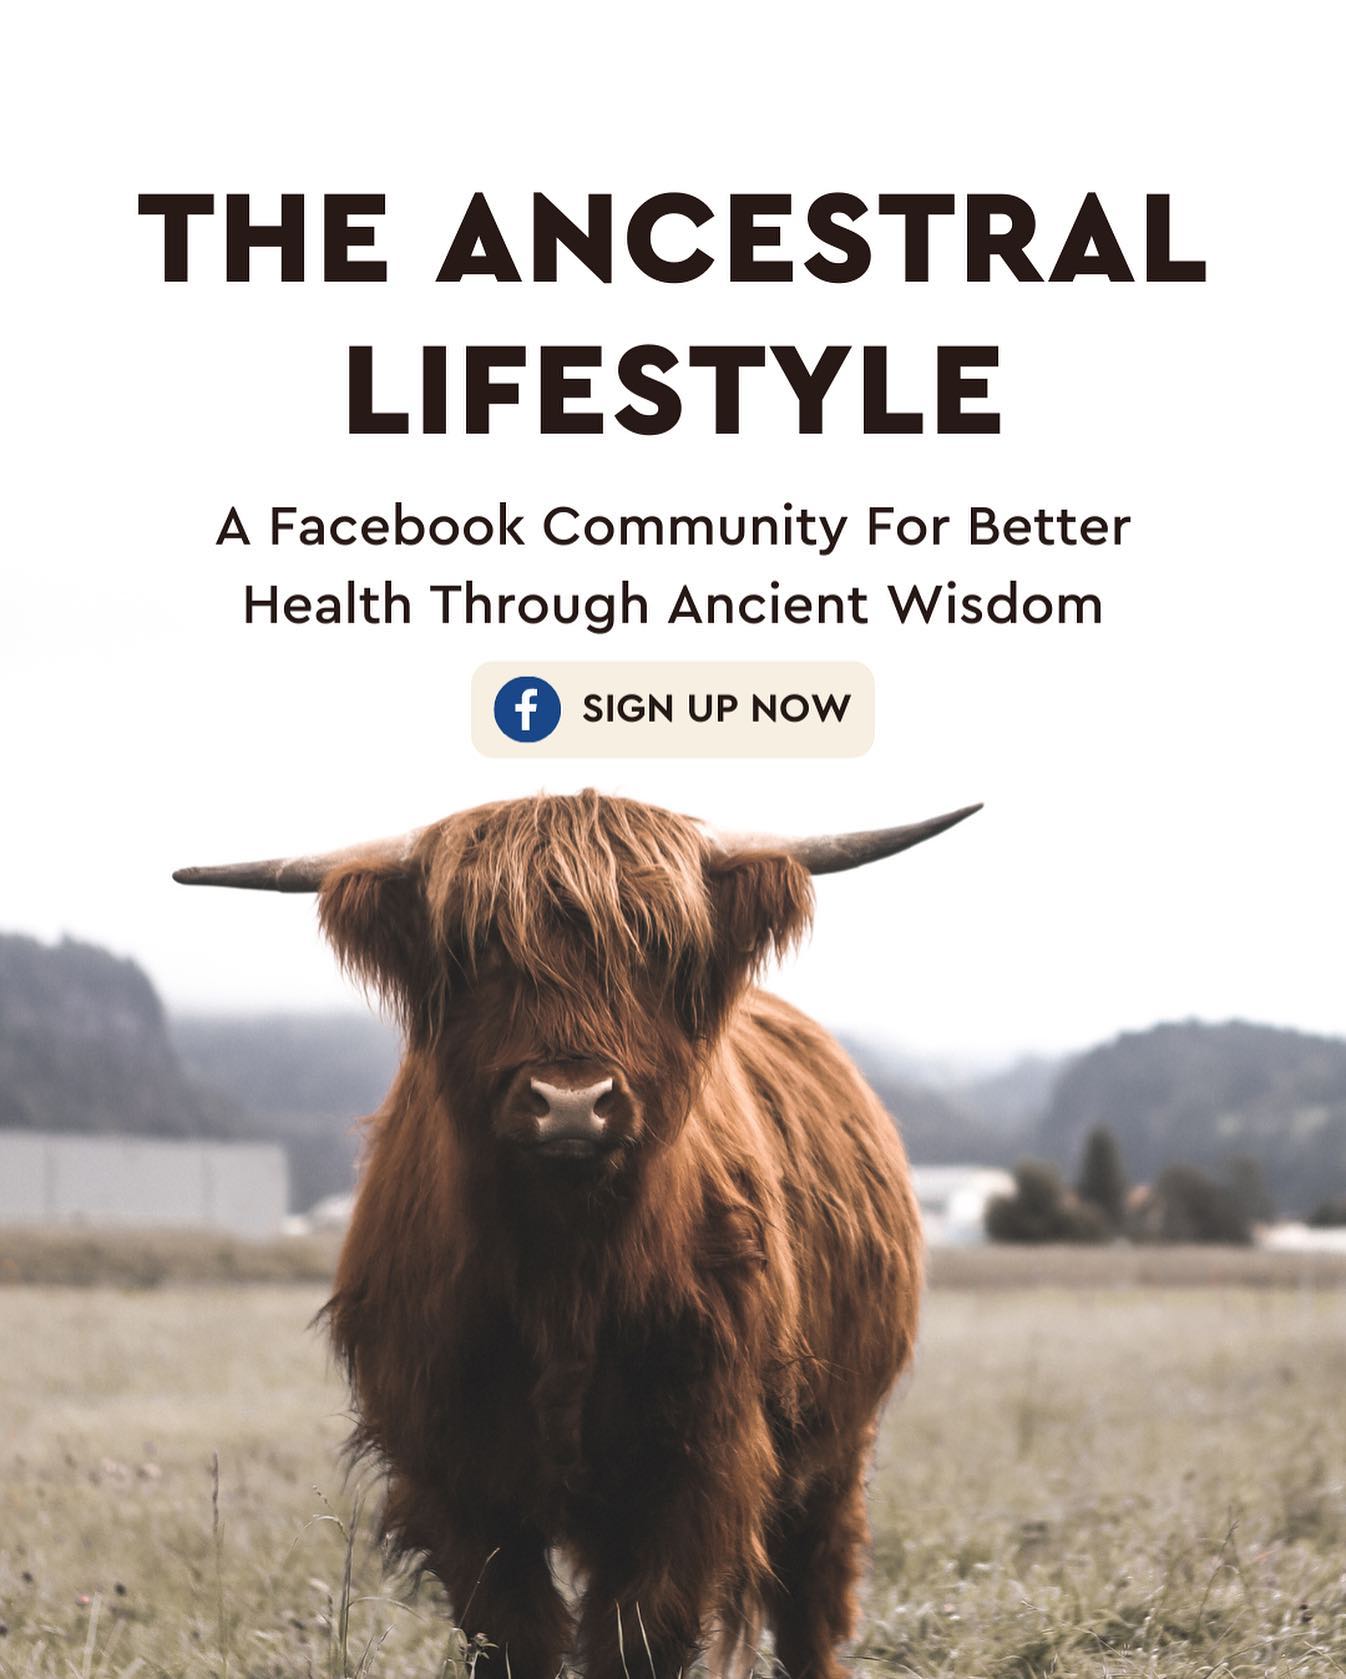 THE ANCESTRAL
LIFESTYLE
A Facebook Community For Better
Health Through Ancient Wisdom
f SIGN UP NOW